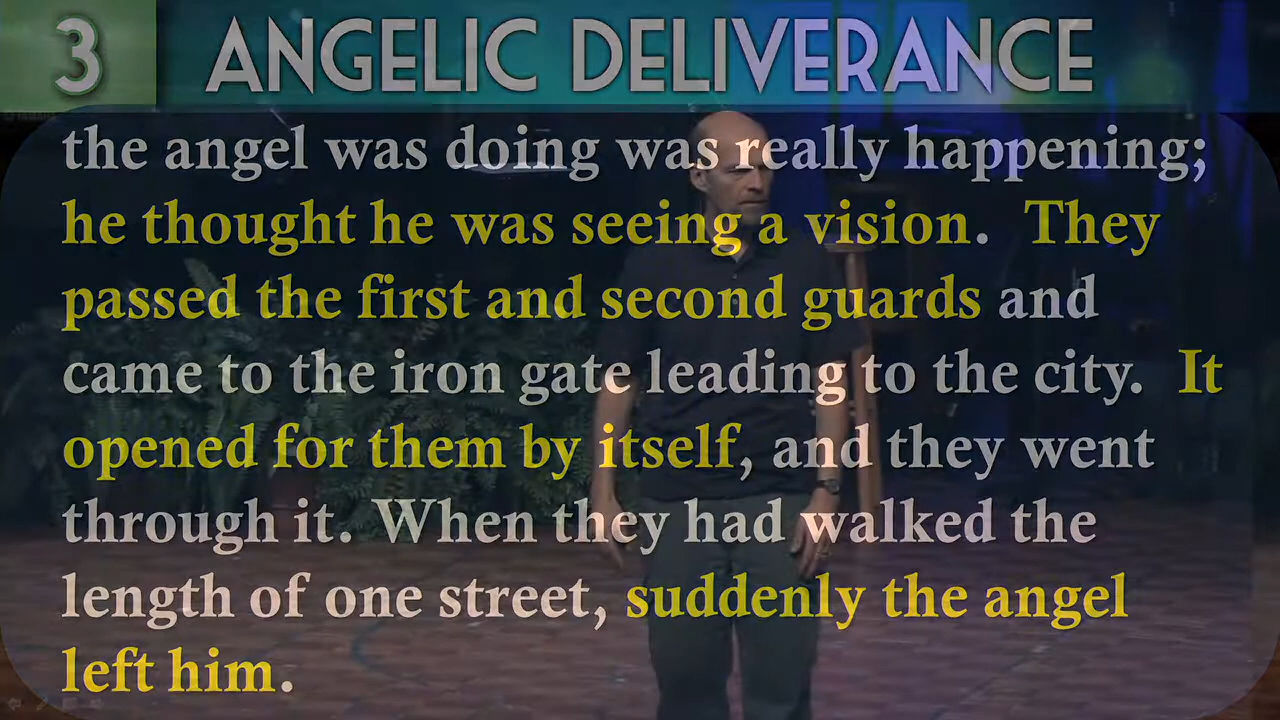 3 ANGELIC DELIVERANCE
the angel was doing was really happening;
he thought he was seeing a vision. They
passed the first and second guards and
came to the iron gate leading to the city. It
opened for them by itself, and they went
through it. When they had walked the
length of one street, suddenly the angel
left him.